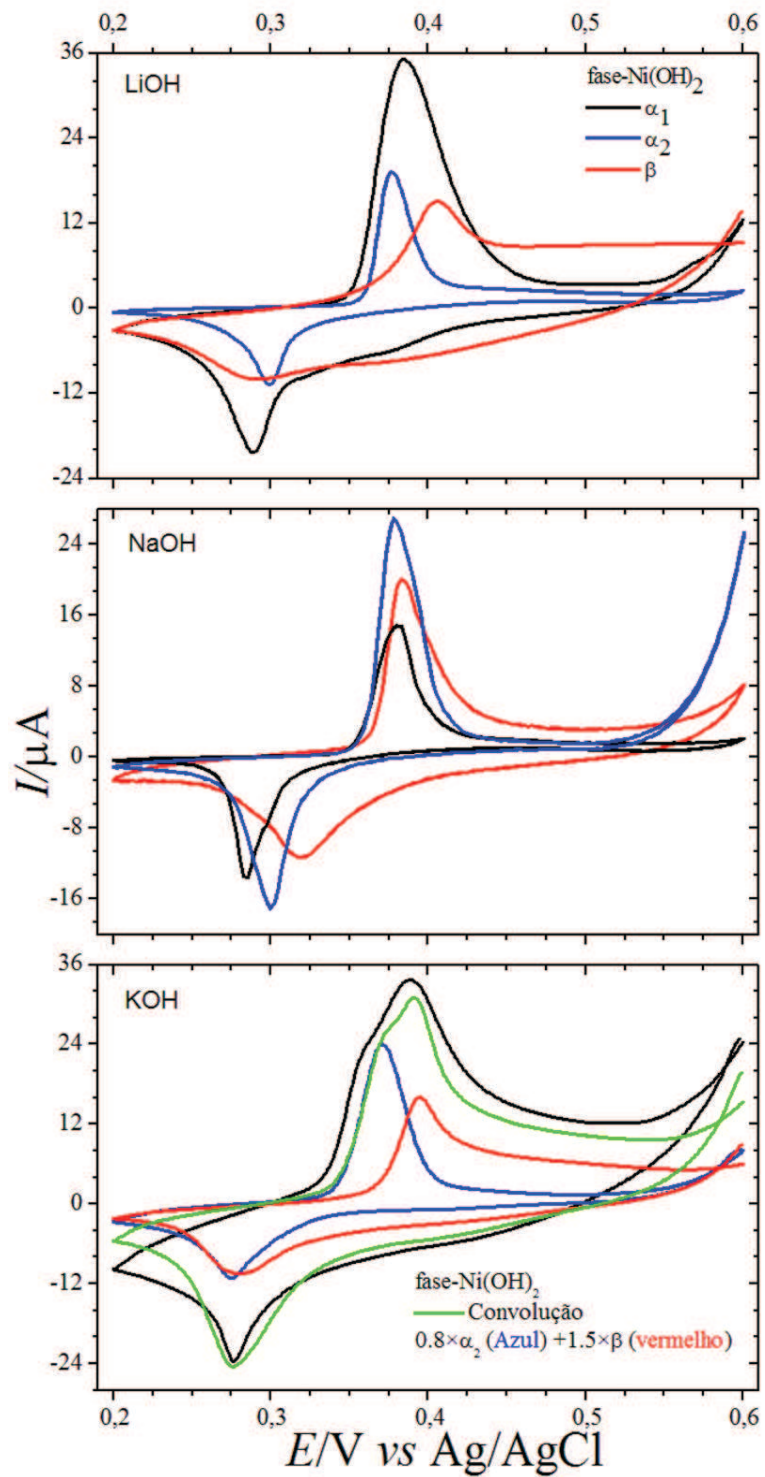 0,2 0,3 0,4 0,5 0,6
36
24
12
0
-12
-24
LiOH
fase-Ni(OH)2
α1
α2
β
24
16
8
0
-8
-16
NaOH
I/µA
36
24
12
0
-12
-24
KOH
fase-Ni(OH)2
Convolução
0.8×α2 (Azul) +1.5×β (vermelho)
0,2 0,3 0,4 0,5 0,6
E/V vs Ag/AgCl